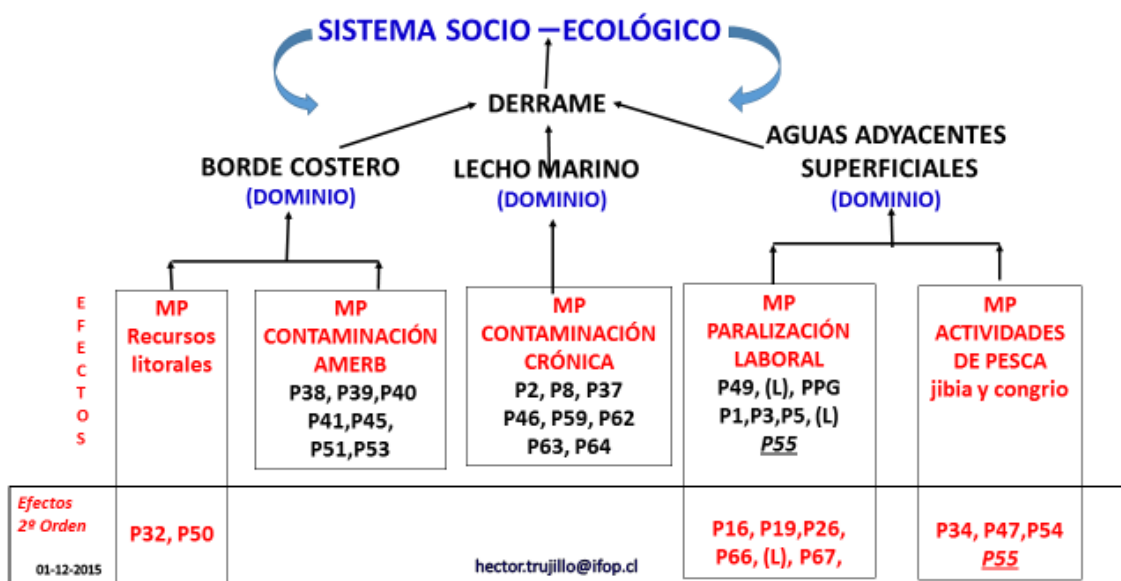 SISTEMA SOCIO –ECOLÓGICO
DERRAME
BORDE COSTERO
(DOMINIO)
LECHO MARINO
(DOMINIO)
AGUAS ADYACENTES
SUPERFICIALES
(DOMINIO)
EFECTOS
MP
Recursos
litorales
MP
CONTAMINACIÓN
AMERB
P38, P39,P40
P41,P45,
P51,P53
MP
CONTAMINACIÓN
CRÓNICA
P2, P8, P37
P46, P59, P62
P63, P64
MP
PARALIZACIÓN
LABORAL
P49, (L), PPG
P1,P3,P5, (L)
P55
MP
ACTIVIDADES
DE PESCA
jibia y congrio
Efectos
2º Orden
01-12-2015
P32, P50
hector.trujillo@ifop.cl
P16, P19,P26,
P66, (L), P67,
P34, P47,P54
P55